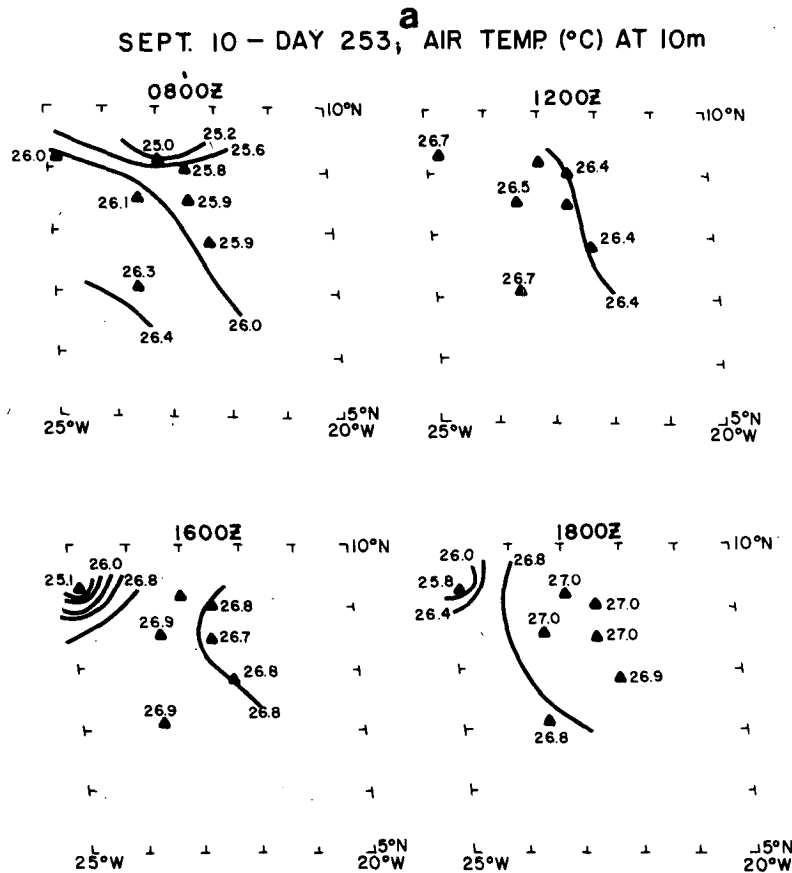 a
SEPT. 10 – DAY 253, AIR TEMP. (°C) AT 10m
0800Z
10°N
25.2
25.0
25.6
26.0
25.8
26.1
25.9
25.9
26.3
26.4
26.0
25°W
5°N
20°W
1200Z
10°N
26.7
26.4
26.5
26.4
26.7
26.4
25°W
5°N
20°W
1600Z
10°N
26.0
25.1
26.8
26.8
26.9
26.7
26.8
26.8
26.9
25°W
5°N
20°W
1800Z
10°N
26.0
26.8
25.8
27.0
26.4
27.0
27.0
27.0
26.9
26.8
25°W
5°N
20°W